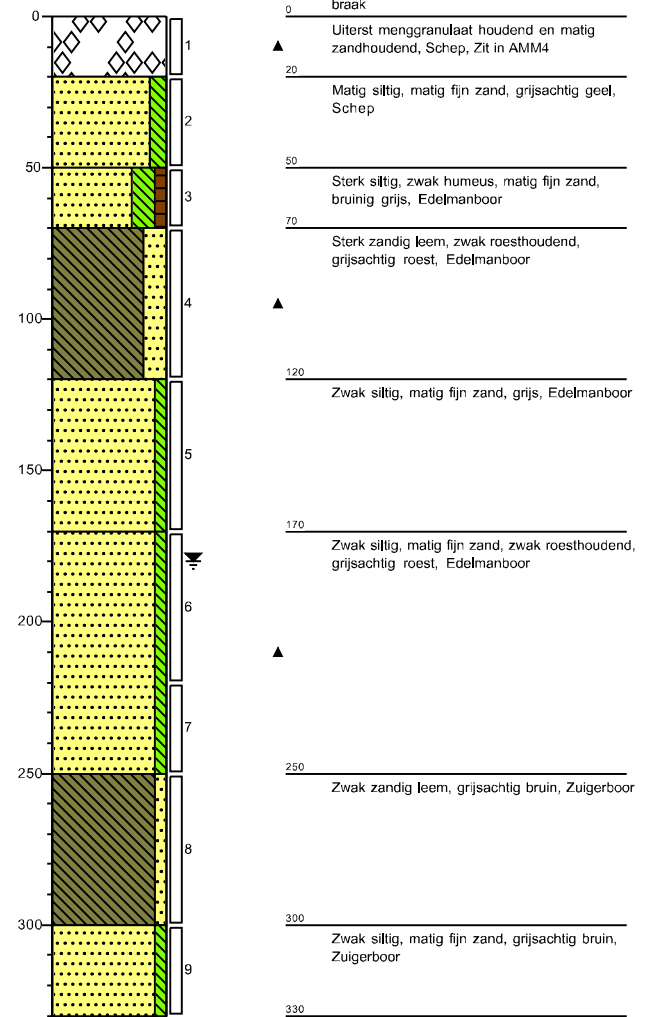 braak
0
0
Uiterst menggranulaat houdend en matig
zandhoudend, Schep, Zit in AMM4
1
20
Matig siltig, matig fijn zand, grijsachtig geel,
Schep
2
50
50
Sterk siltig, zwak humeus, matig fijn zand,
bruinig grijs, Edelmanboor
3
70
Sterk zandig leem, zwak roesthoudend,
grijsachtig roest, Edelmanboor
4
100
120
Zwak siltig, matig fijn zand, grijs, Edelmanboor
5
150
170
Zwak siltig, matig fijn zand, zwak roesthoudend,
grijsachtig roest, Edelmanboor
6
200
7
250
250
Zwak zandig leem, grijsachtig bruin, Zuigerboor
8
300
300
Zwak siltig, matig fijn zand, grijsachtig bruin,
Zuigerboor
9
330